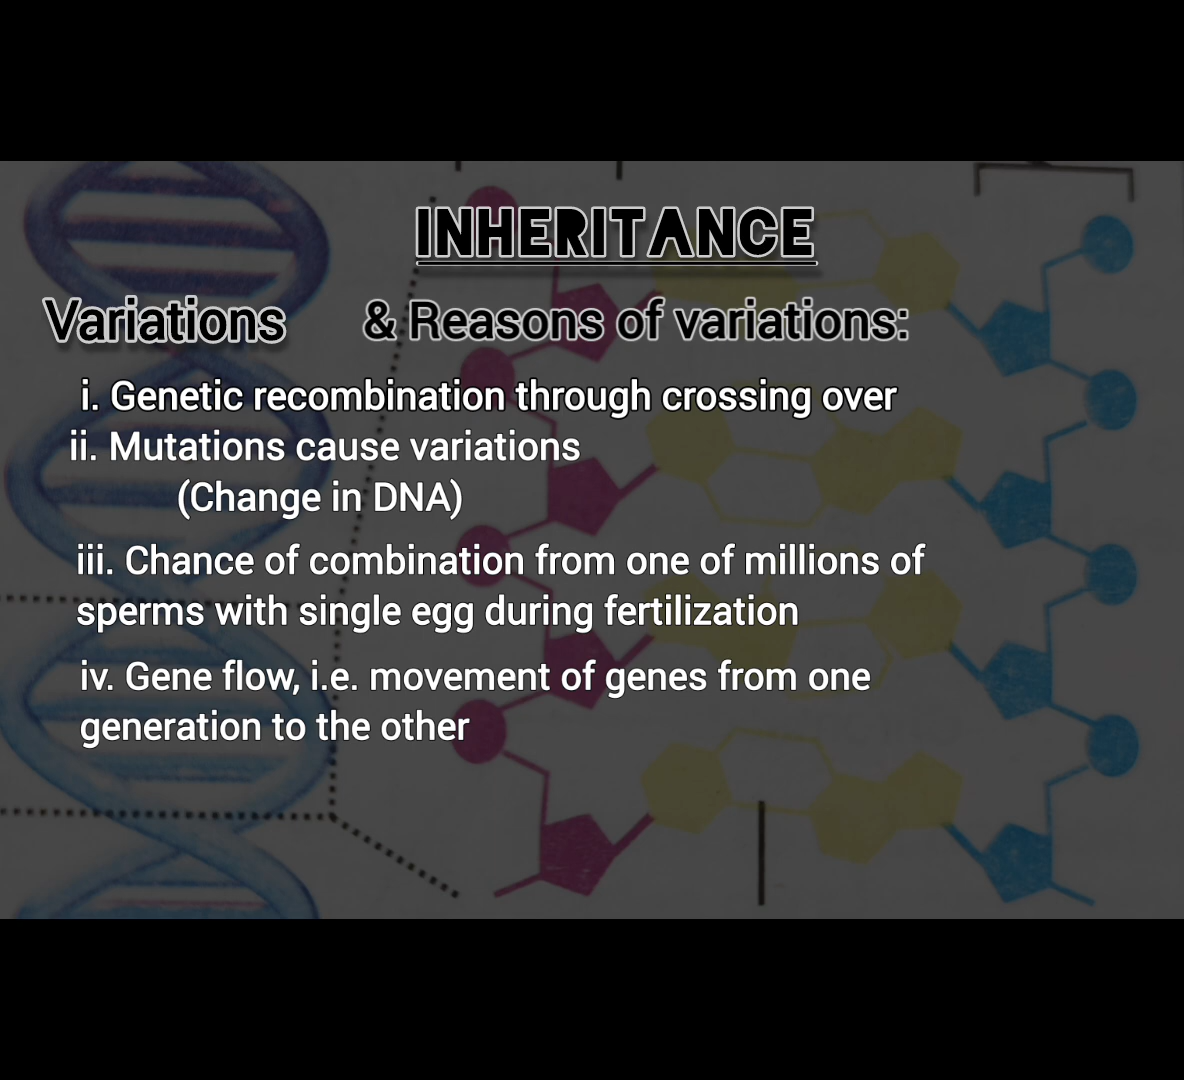 INHERITANCE
Variations & Reasons of variations:
i. Genetic recombination through crossing over
ii. Mutations cause variations
(Change in DNA)
iii. Chance of combination from one of millions of
sperms with single egg during fertilization
iv. Gene flow, i.e. movement of genes from one
generation to the other